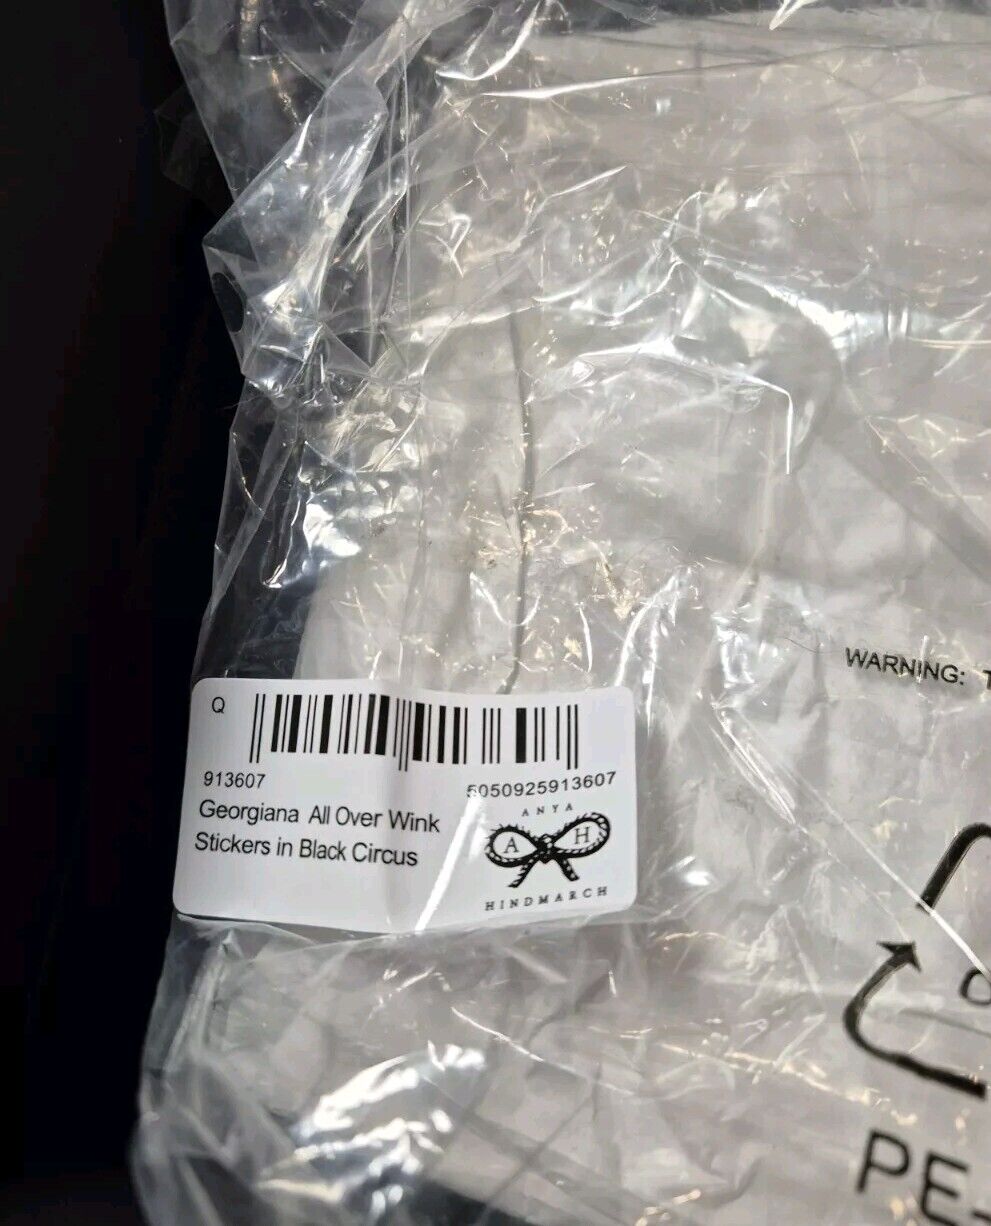 WARNING:
Q
913607
5050925913607
Georgiana All Over Wink
Stickers in Black Circus
ANYA
A H
HINDMARCH
PE-